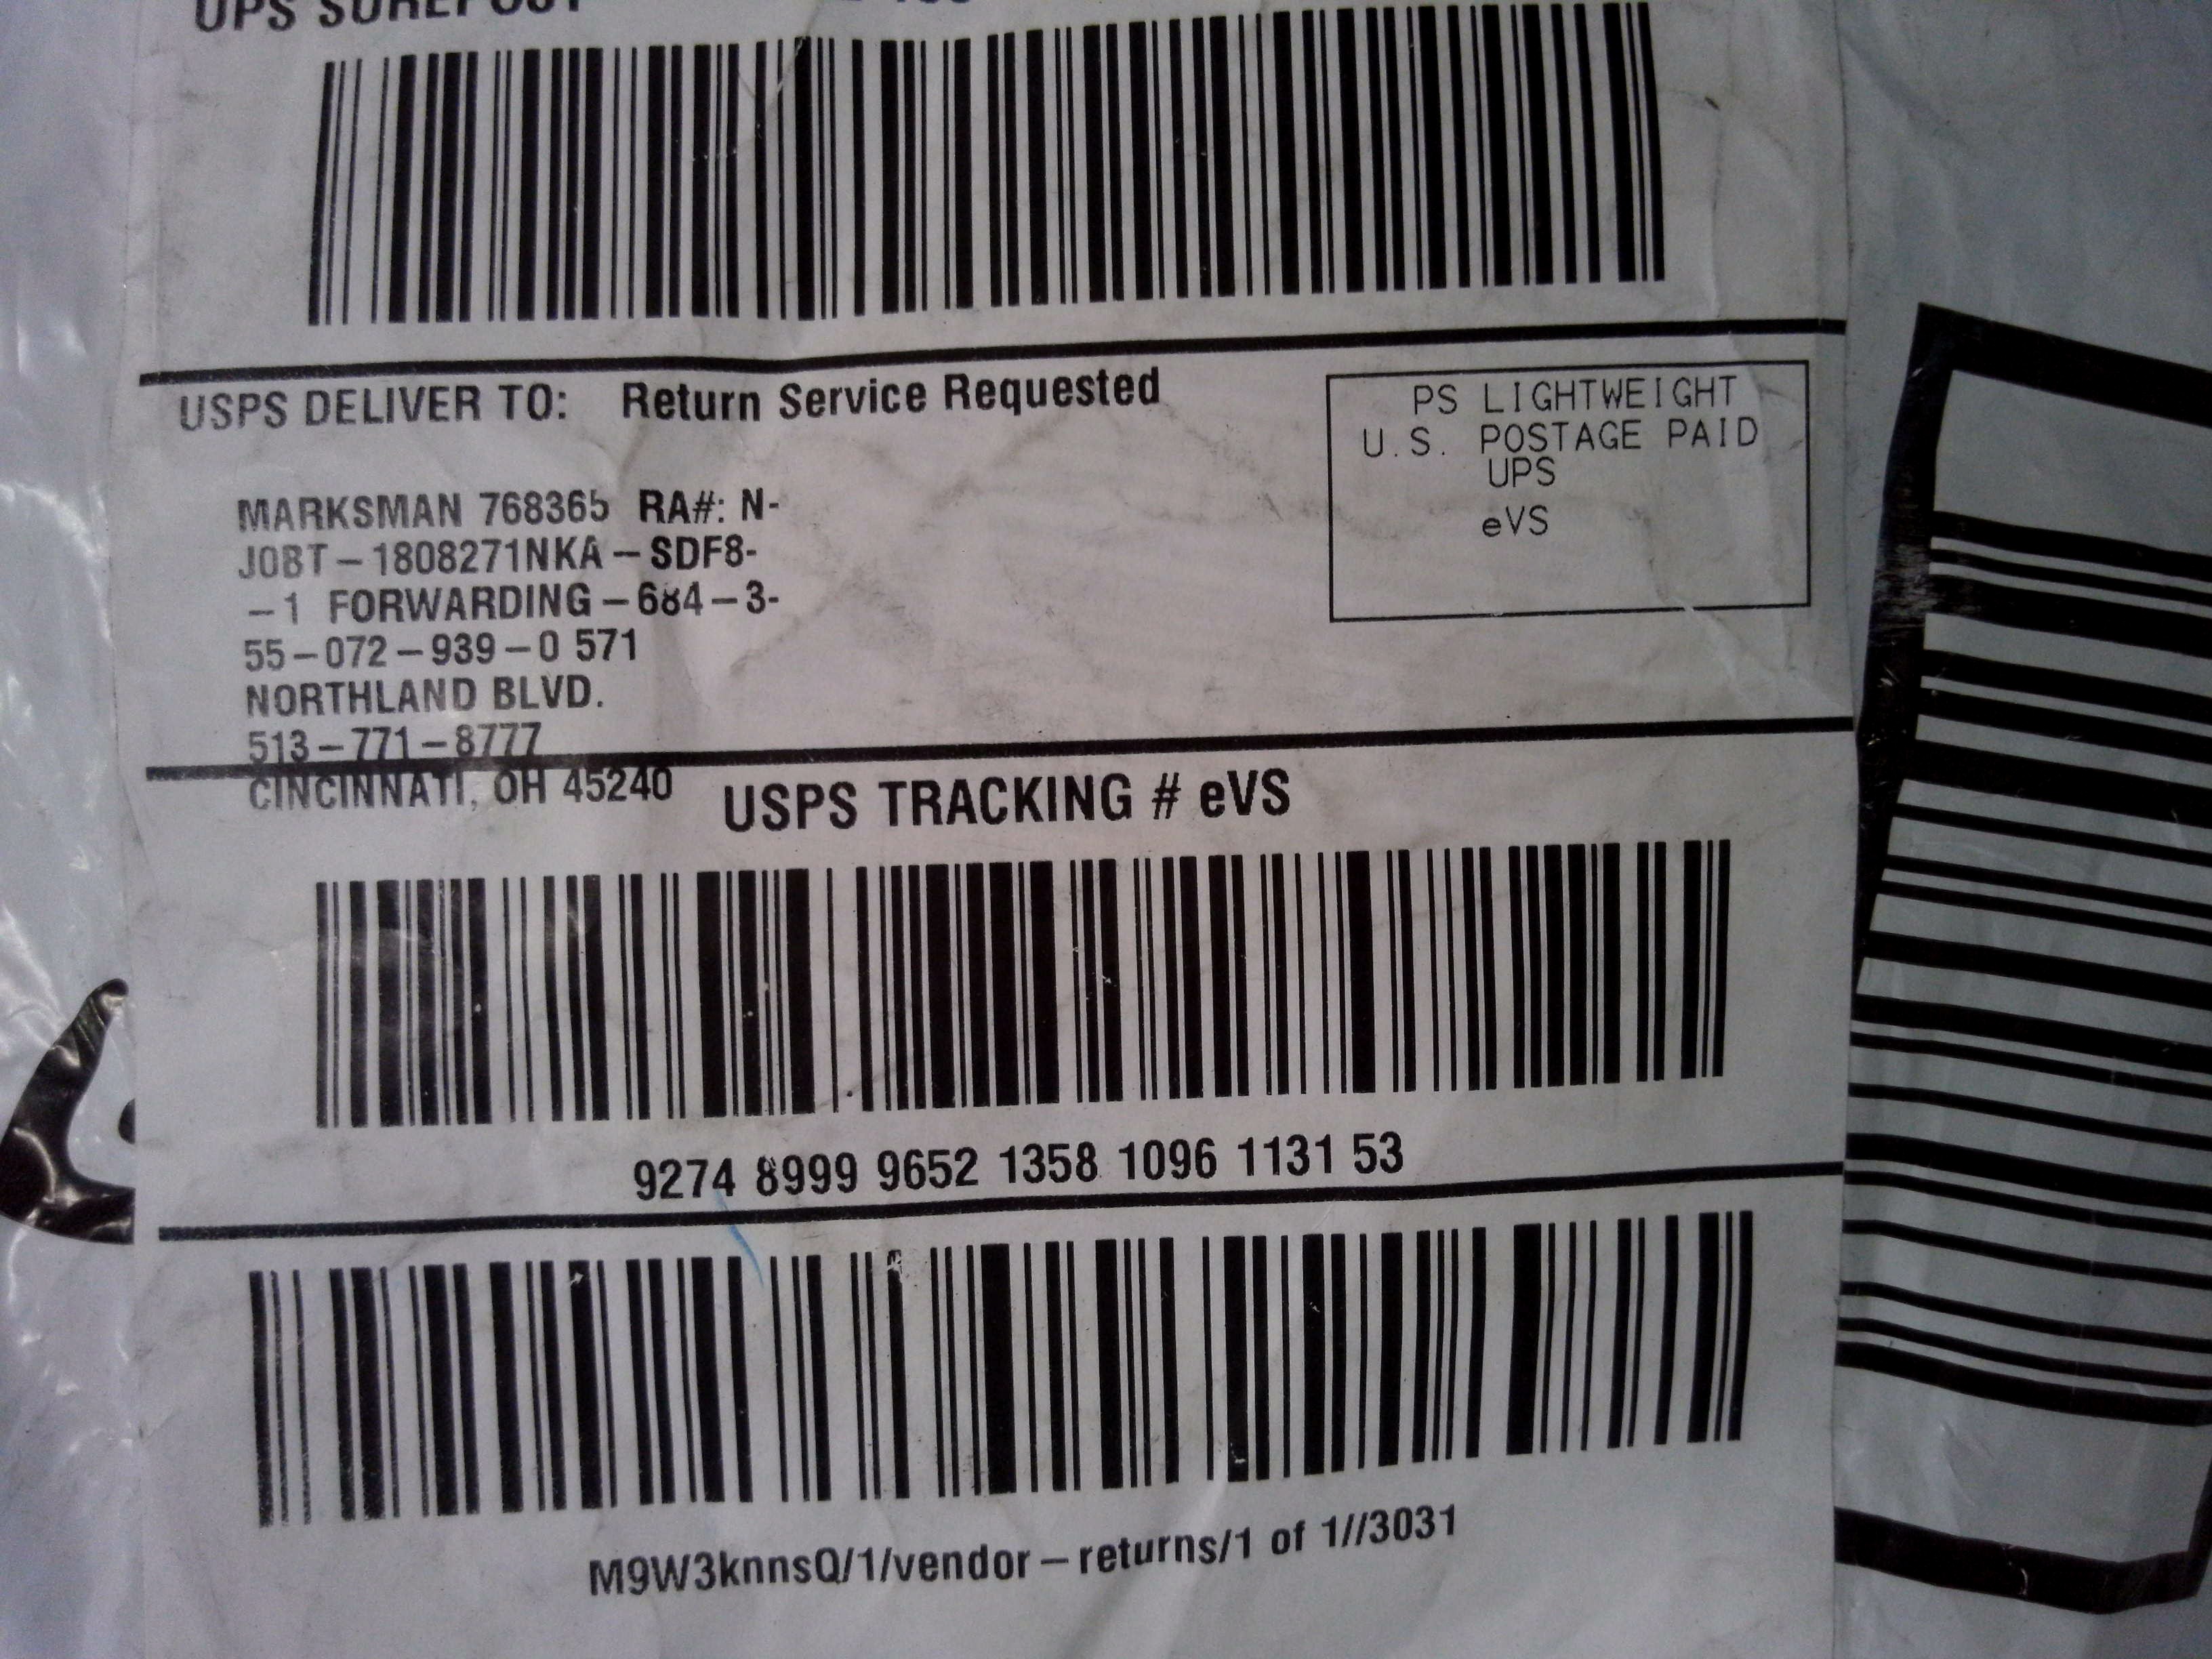 UPS SUREPOST
USPS DELIVER TO: Return Service Requested
PS LIGHTWEIGHT
U.S. POSTAGE PAID
UPS
eVS
MARKSMAN 768365 RA#: N-
JOBT-1808271NKA-SDF8-
-1 FORWARDING-684-3-
55-072-939-0 571
NORTHLAND BLVD.
513-771-8777
CINCINNATI, OH 45240
USPS TRACKING # eVS
9274 8999 9652 1358 1096 1131 53
M9W3knnsQ/1/vendor-returns/1 of 1//3031